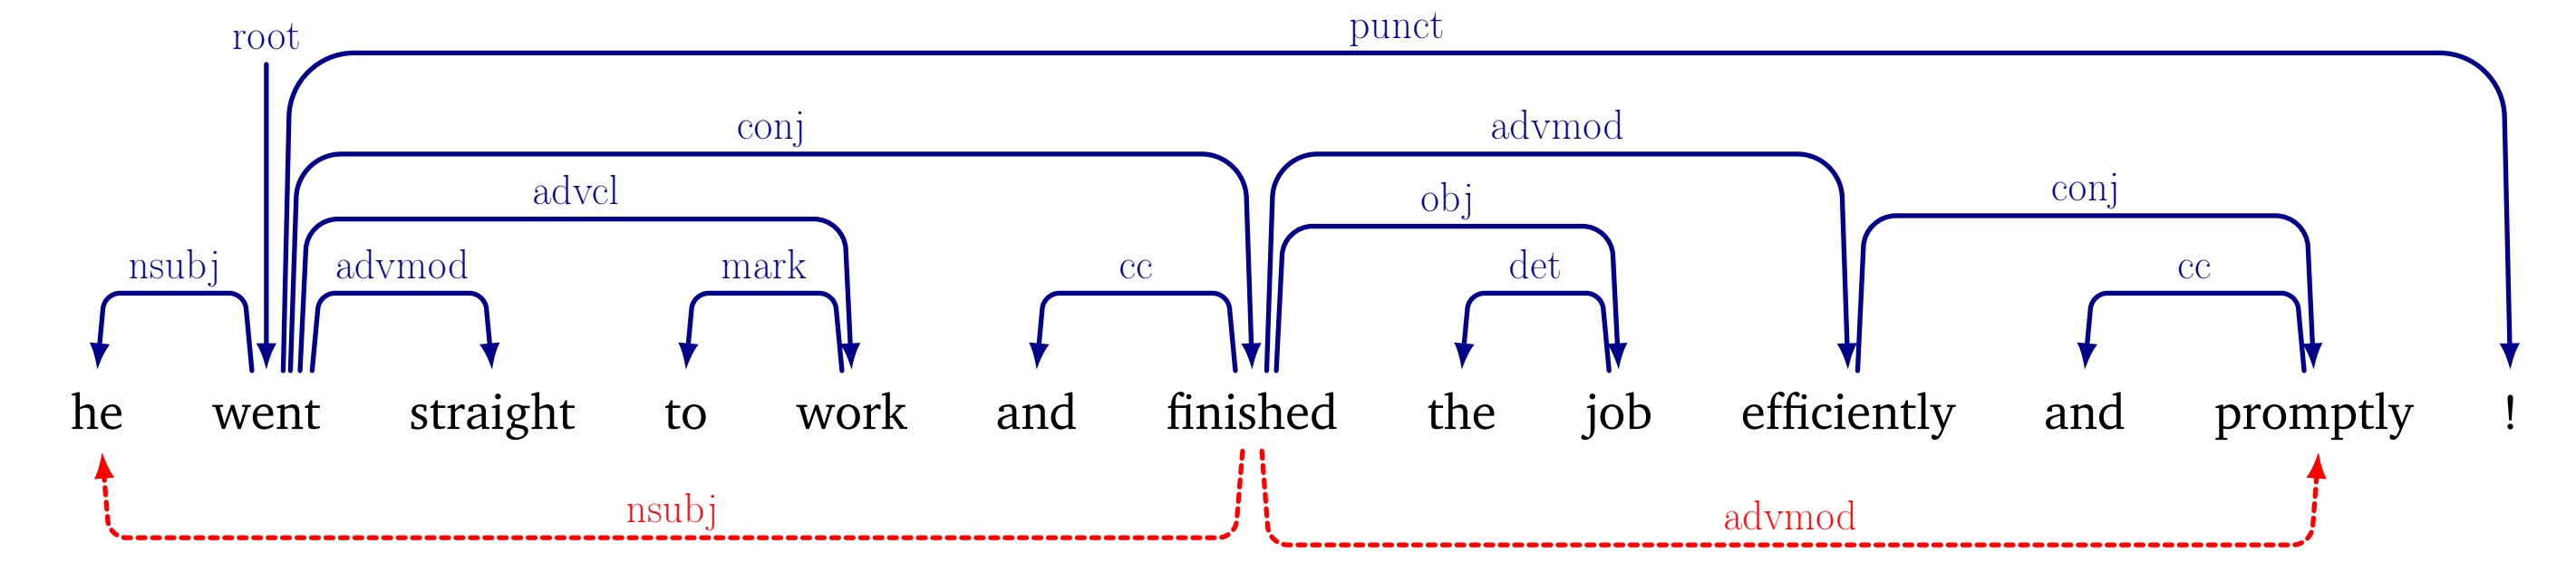 punct
root
conj advmod
advcl obj conj
nsubj advmod mark cc det cc
he went straight to work and finished the job efficiently and promptly !
nsubj advmod